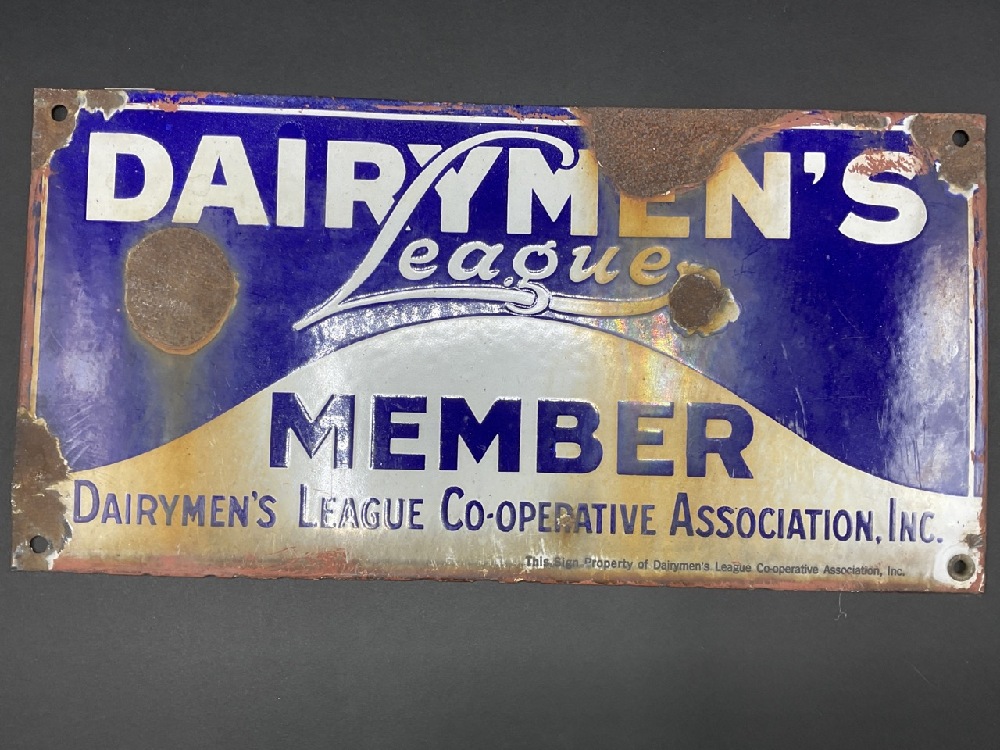 DAIRYMEN'S
League
MEMBER
DAIRYMEN'S LEAGUE CO-OPERATIVE ASSOCIATION, INC.
This Sign Property of Dairymen's League Co-operative Association, Inc.